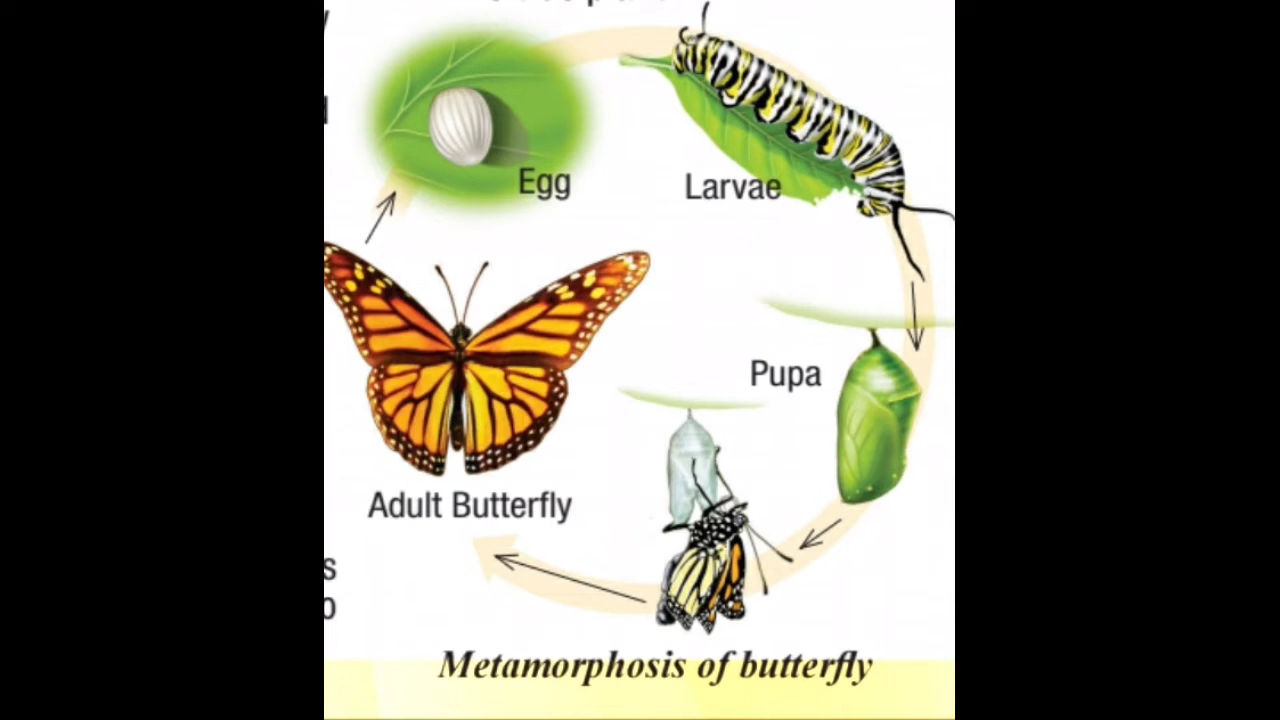 Egg
Larvae
Pupa
Adult Butterfly
Metamorphosis of butterfly